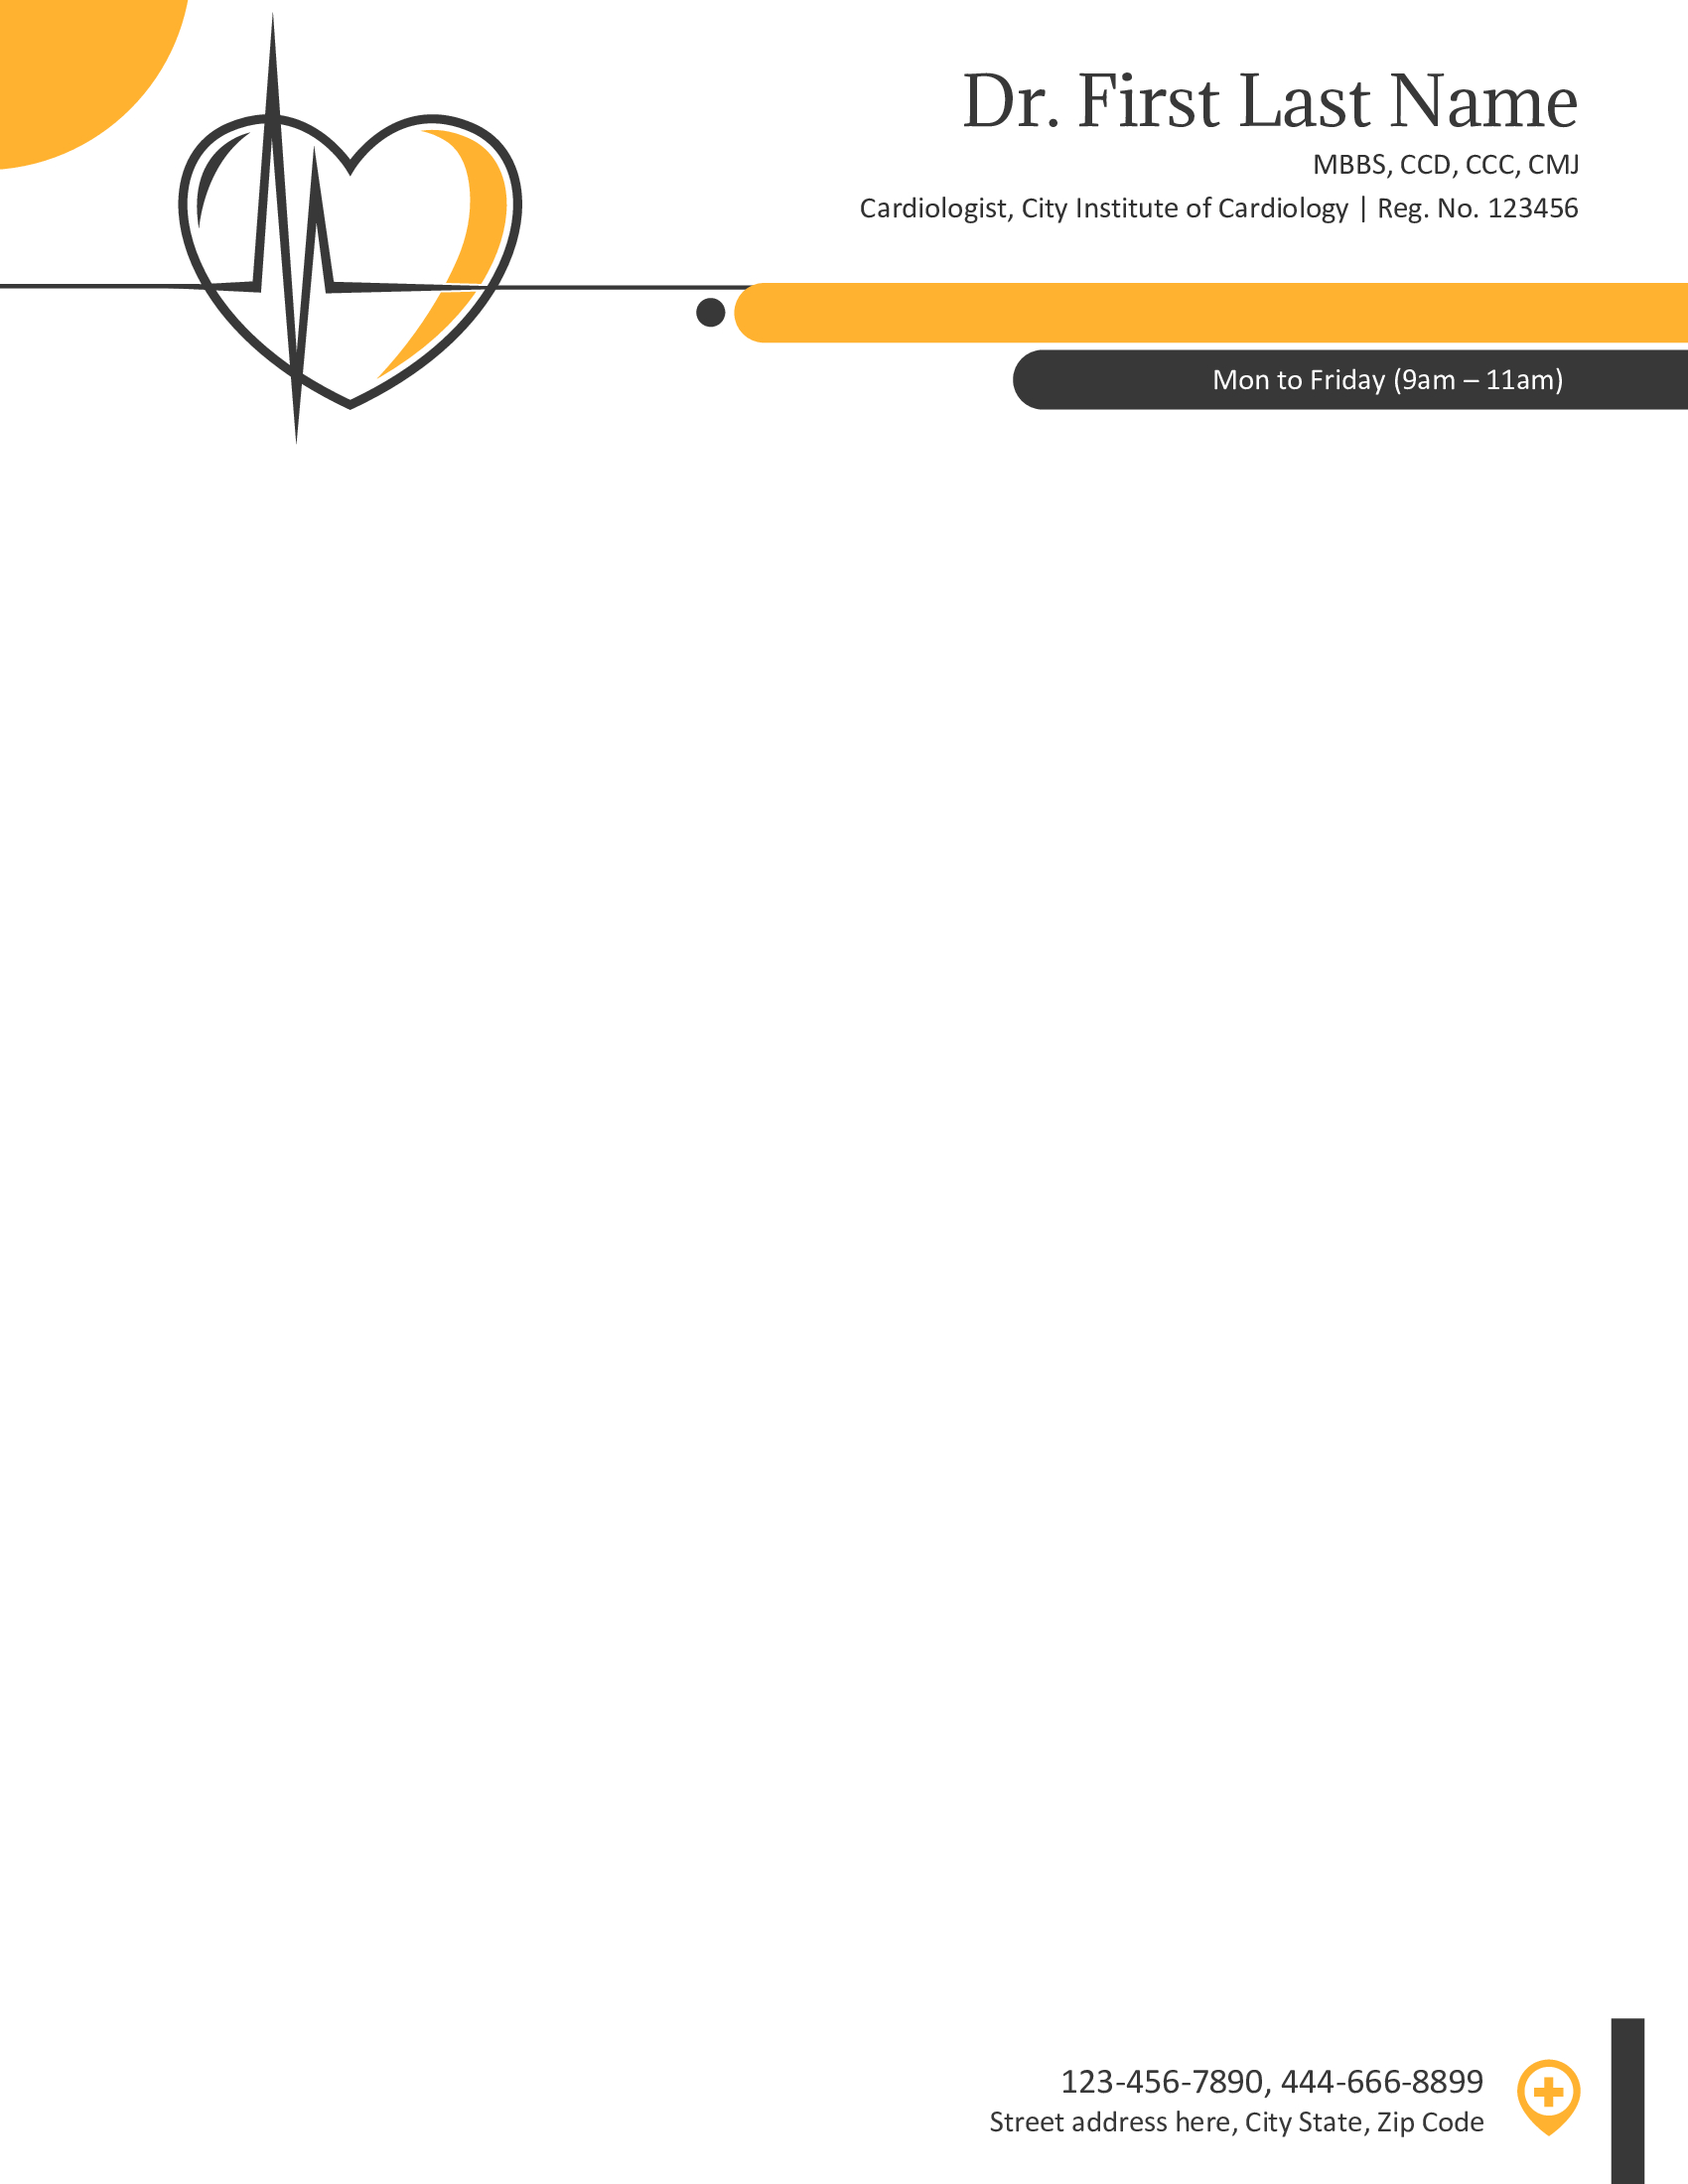 Dr. First Last Name
MBBS, CCD, CCC, CMJ
Cardiologist, City Institute of Cardiology | Reg. No. 123456
Mon to Friday (9am – 11am)
123-456-7890, 444-666-8899
Street address here, City State, Zip Code